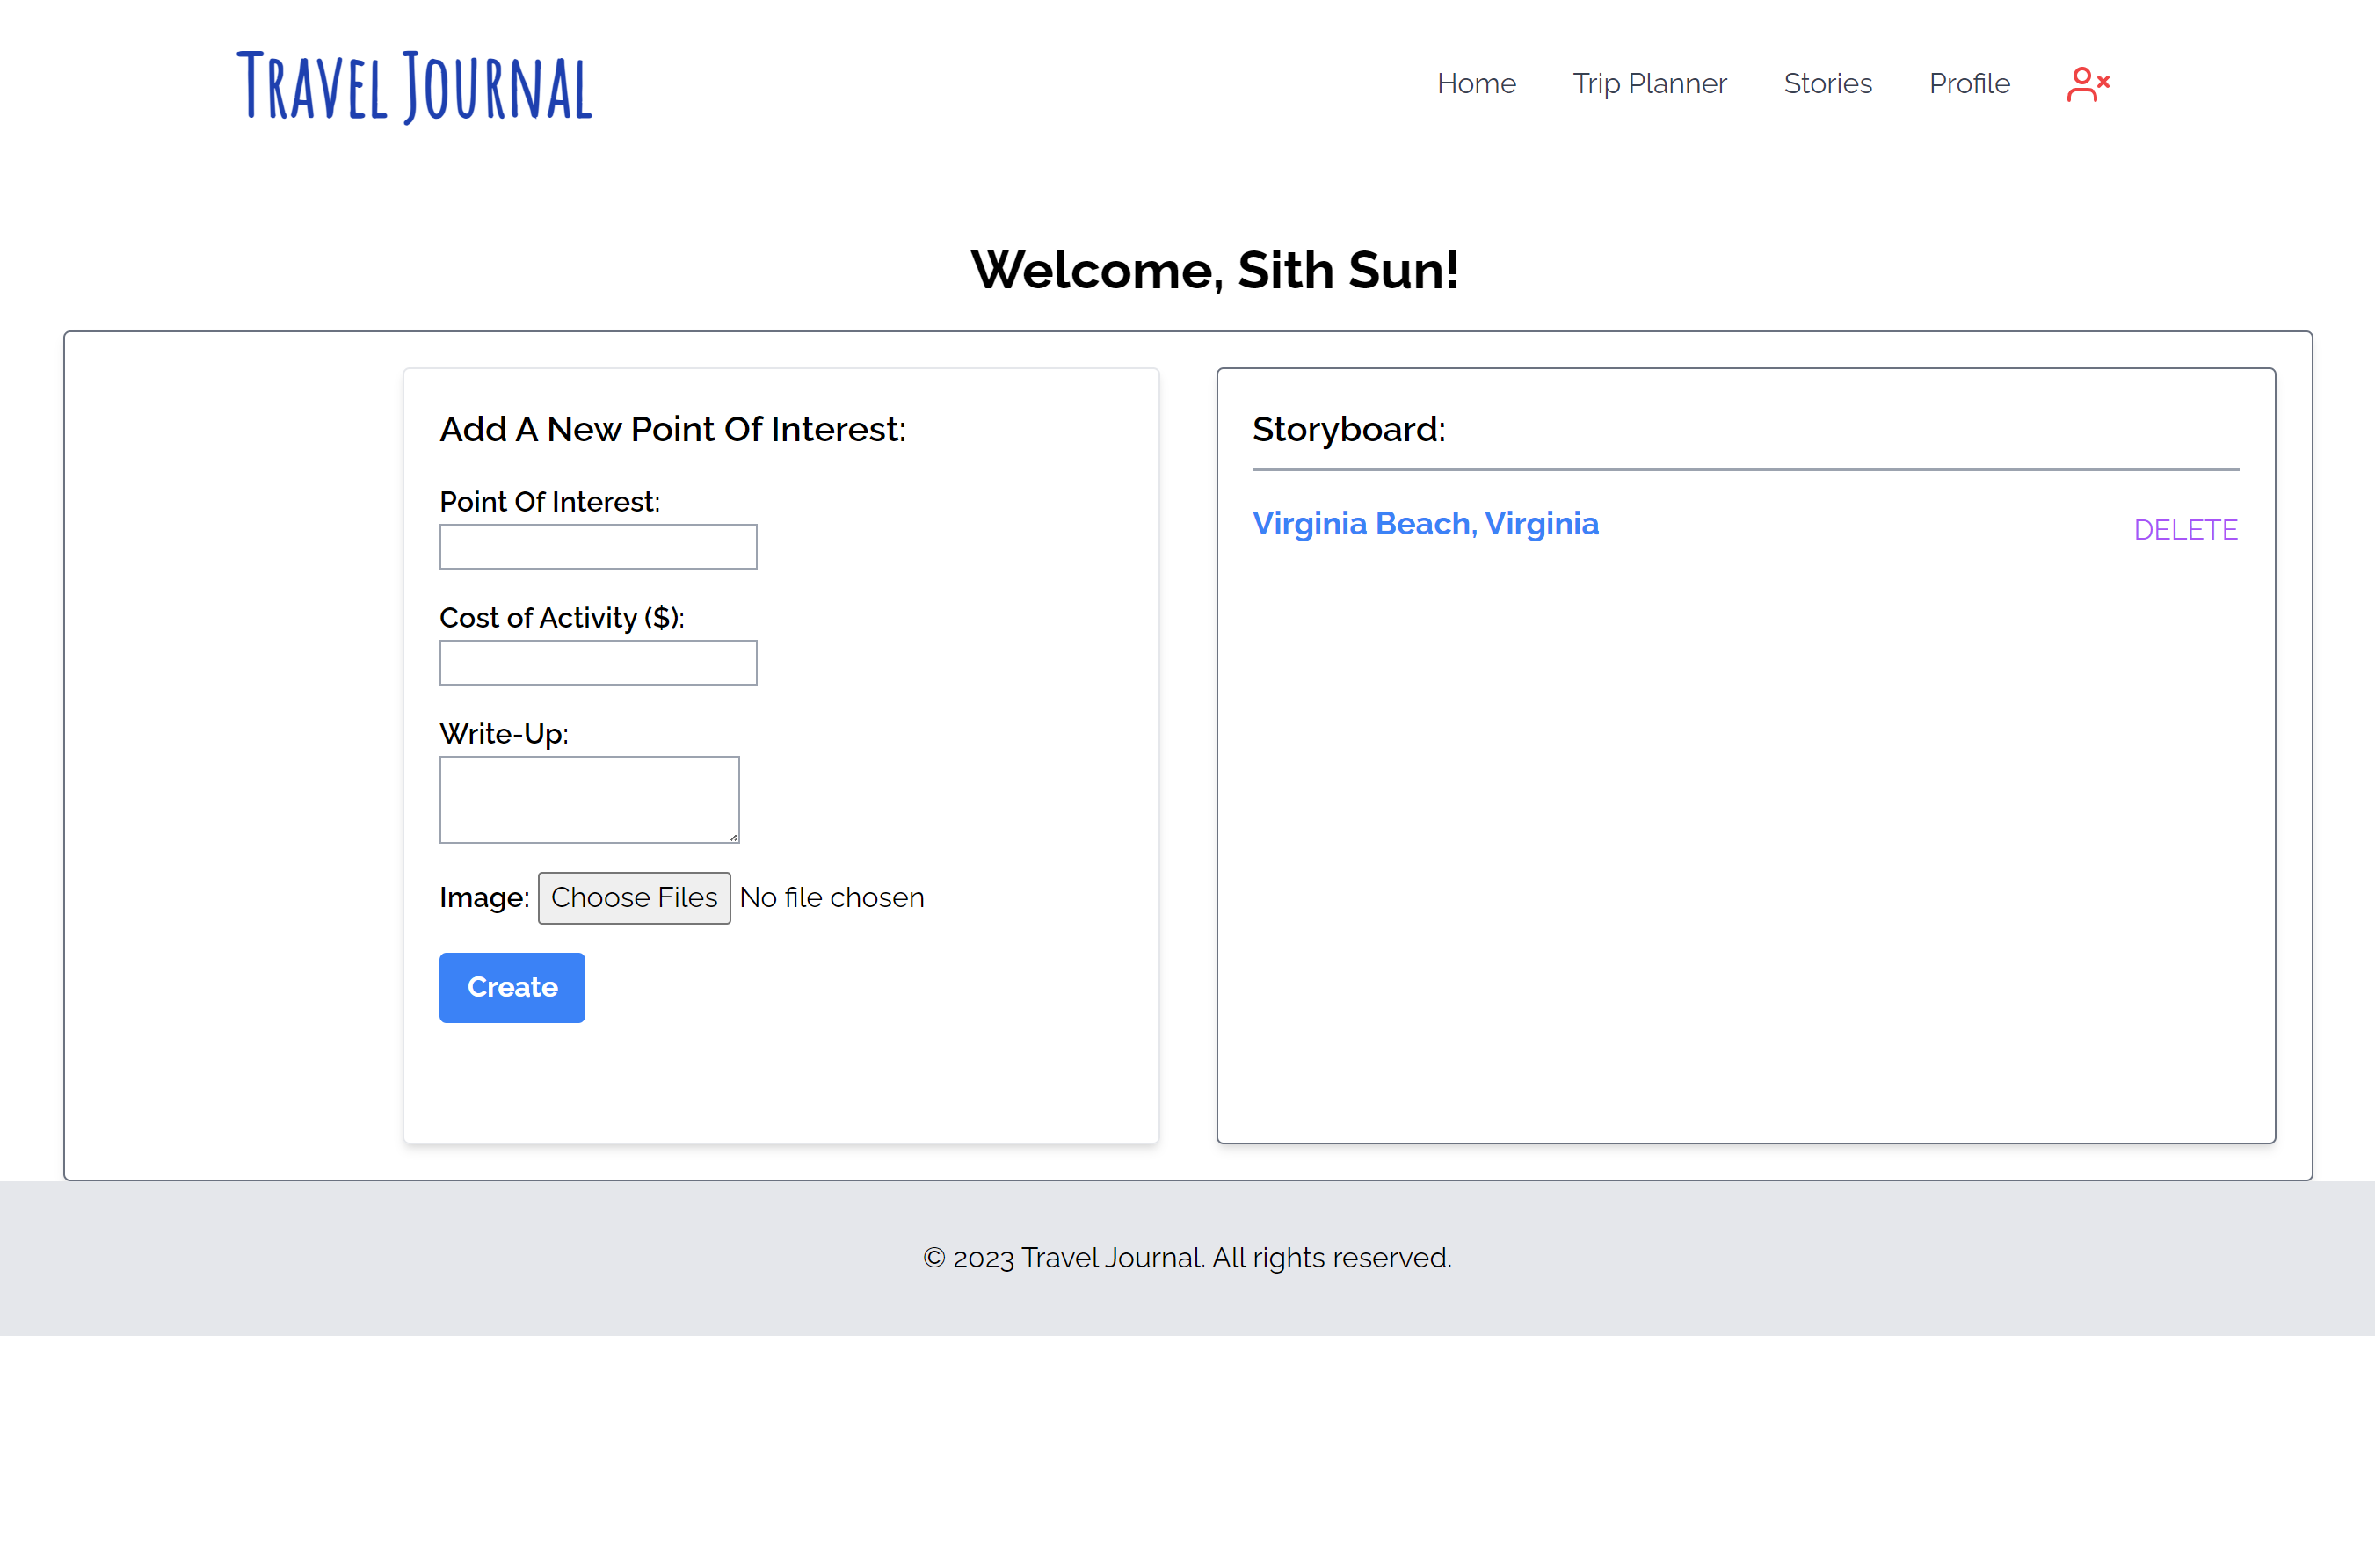 Travel Journal
Home Trip Planner Stories Profile
Welcome, Sith Sun!
Add A New Point Of Interest:
Point Of Interest:
Cost of Activity ($):
Write-Up:
Image: Choose Files No file chosen
Create
Storyboard:
Virginia Beach, Virginia DELETE
© 2023 Travel Journal. All rights reserved.